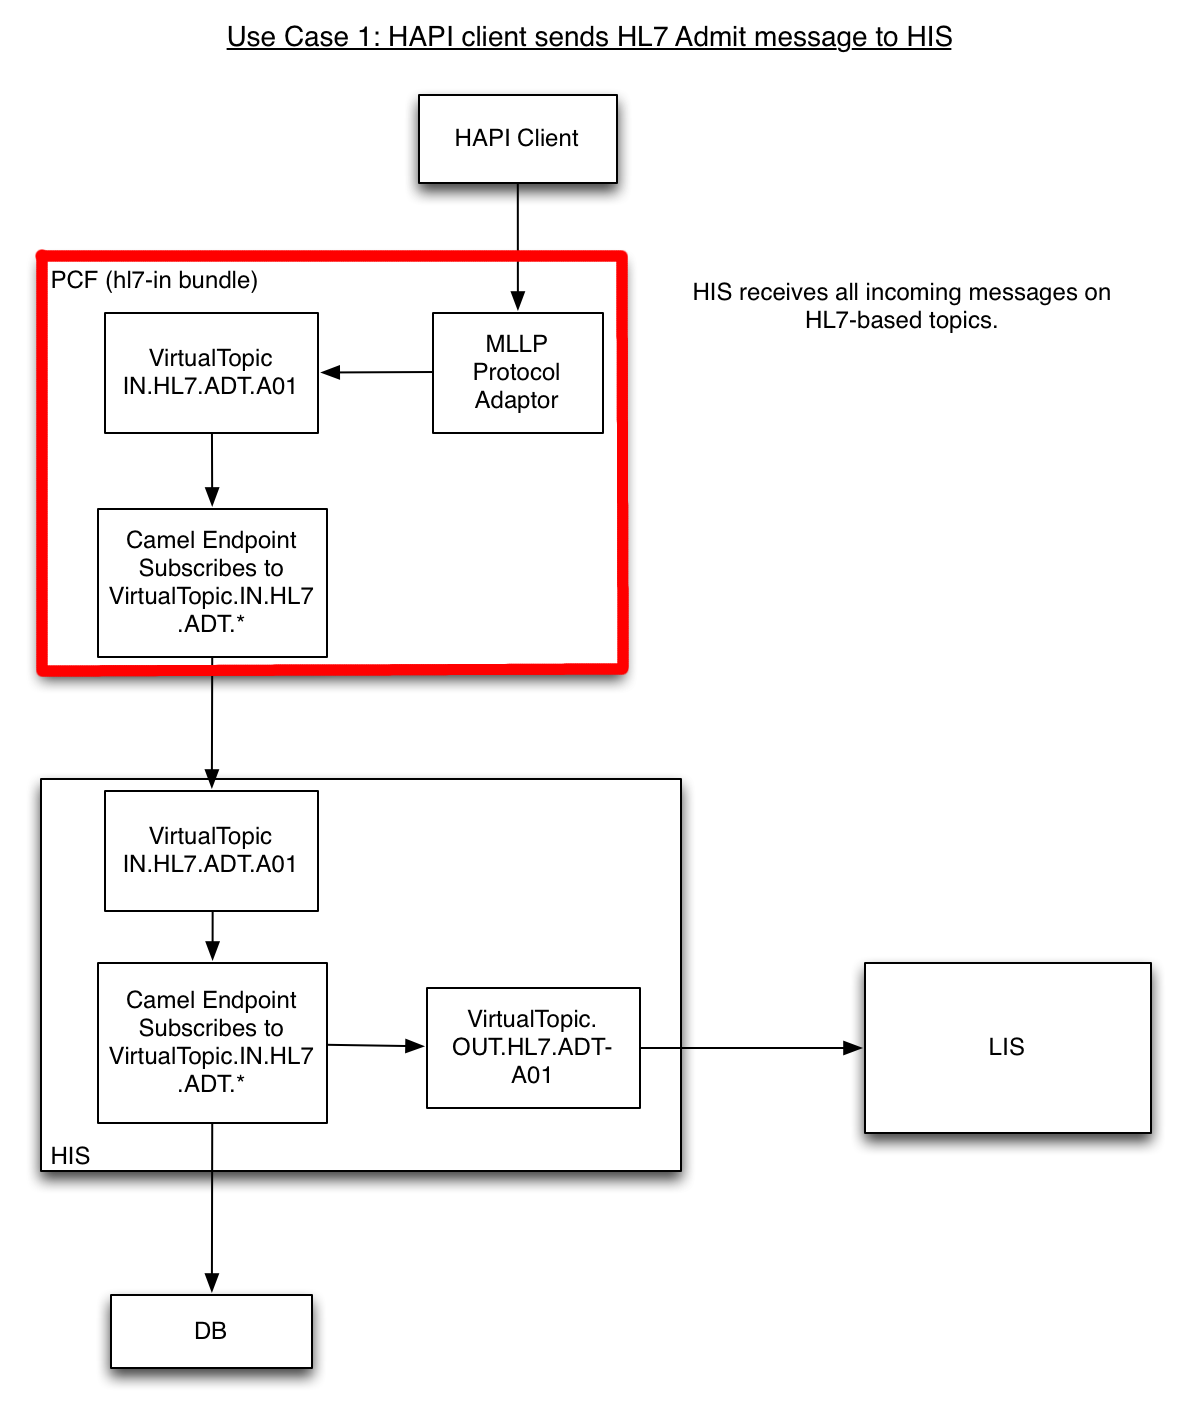 Use Case 1: HAPI client sends HL7 Admit message to HIS
HAPI Client
PCF (hl7-in bundle)
HIS receives all incoming messages on
HL7-based topics.
VirtualTopic
IN.HL7.ADT.A01
MLLP
Protocol
Adaptor
Camel Endpoint
Subscribes to
VirtualTopic.IN.HL7
.ADT.*
VirtualTopic
IN.HL7.ADT.A01
Camel Endpoint
Subscribes to
VirtualTopic.IN.HL7
.ADT.*
VirtualTopic.
OUT.HL7.ADT-
A01
LIS
HIS
DB